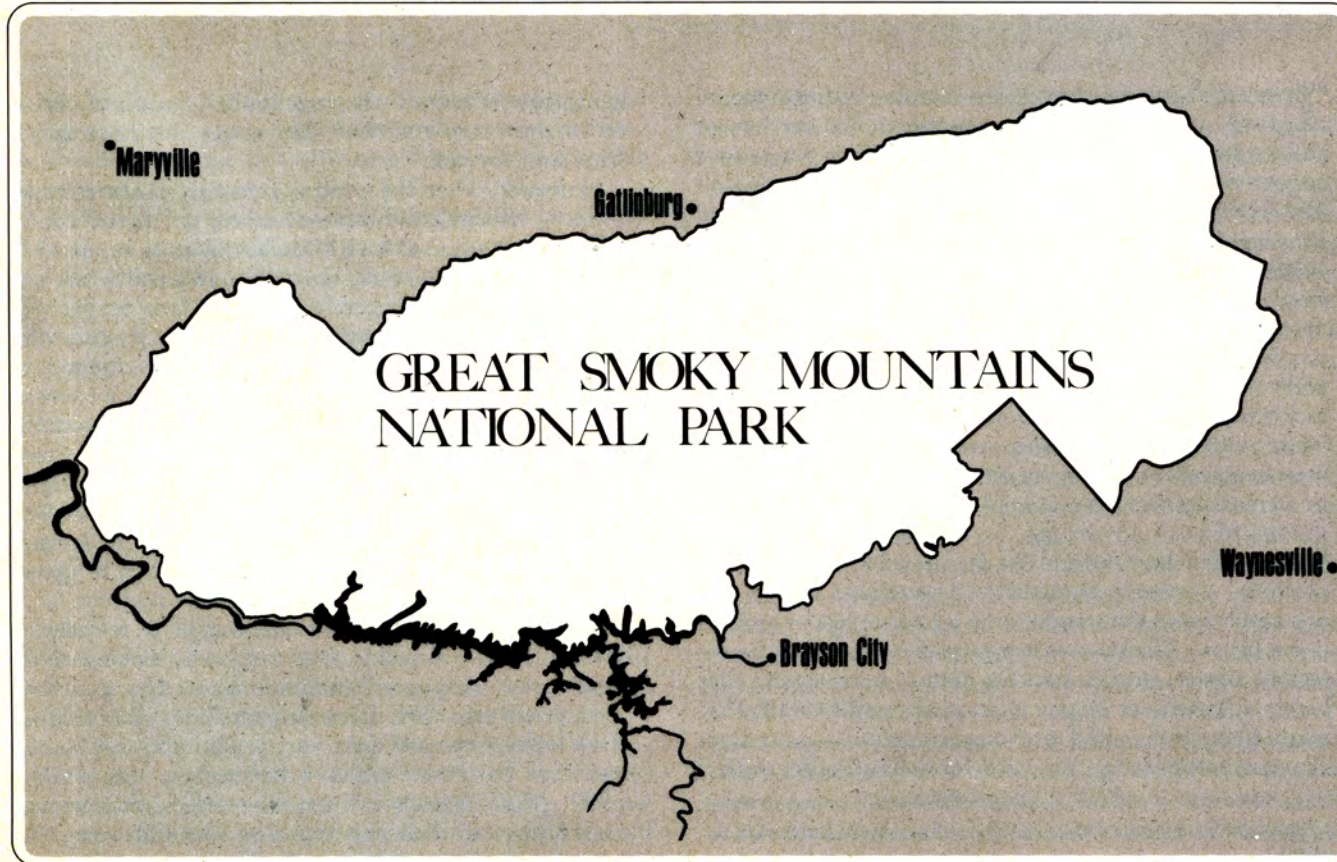 Maryville
Gatlinburg
GREAT SMOKY MOUNTAINS
NATIONAL PARK
Waynesville
Brayson City